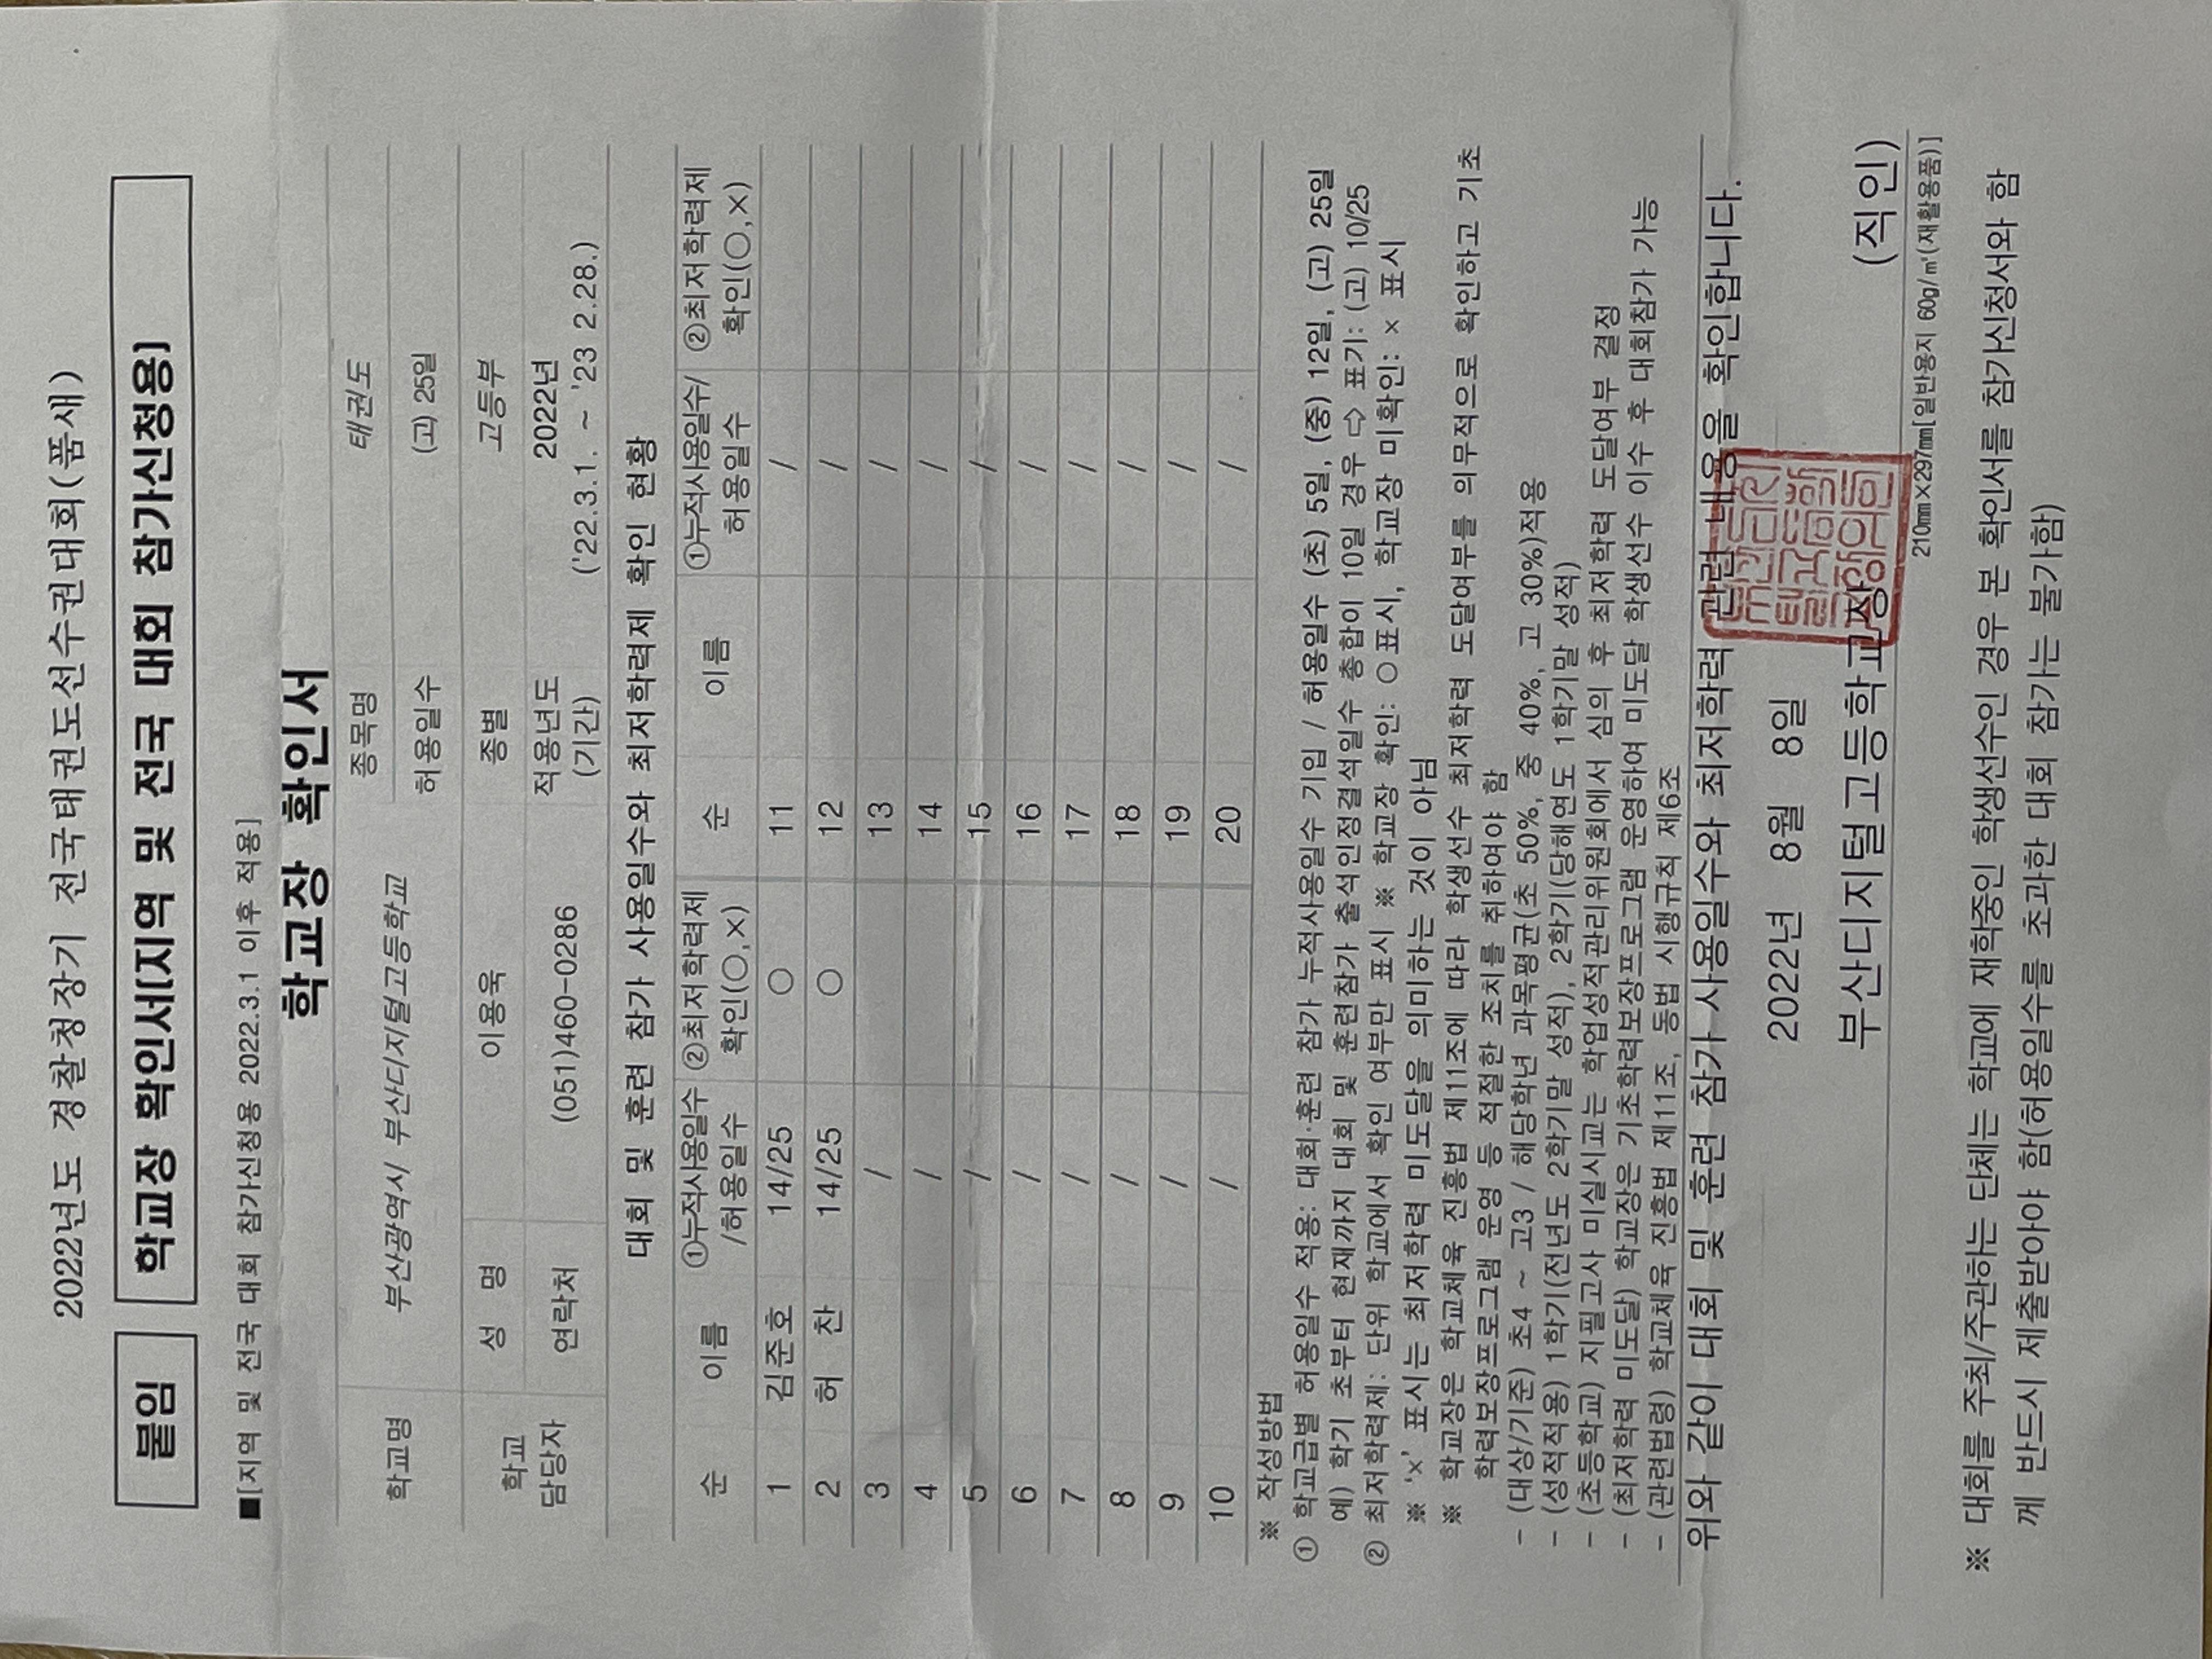 2022년도 경찰청장기 전국태권도선수권대회(품새)
붙임 학교장 확인서(지역 및 전국 대회 참가신청용)
■[지역 및 전국 대회 참가신청용 2022.3.1 이후 적용]
학교장 확인서
학교명 부산광역시 부산디지털고등학교 종목명 태권도
허용일수 (고) 25일
학교 담당자 성 명 이용욱 종별 고등부
연락처 (051)460-0286 적용년도 (기간) 2022년 ('22.3.1. ~ '23 2.28.)
대회 및 훈련 참가 사용일수와 최저학력제 확인 현황
순 이름 ①누적사용일수 /허용일수 ②최저학력제 확인(○,×) 순 이름 ①누적사용일수/ 허용일수 ②최저학력제 확인(○,×)
1 김준호 14/25 ○ 11 /
2 허 찬 14/25 ○ 12 /
3 / 13 /
4 / 14 /
5 / 15 /
6 / 16 /
7 / 17 /
8 / 18 /
9 / 19 /
10 / 20 /
※ 작성방법
① 학교급별 허용일수 적용: 대회·훈련 참가 누적사용일수 기입 / 허용일수 (초) 5일, (중) 12일, (고) 25일
예) 학기 초부터 현재까지 대회 및 훈련참가 출석인정결석일수 총합이 10일 경우 ⇨ 표기: (고) 10/25
② 최저학력제: 단위 학교에서 확인 여부만 표시 ※ 학교장 확인: ○표시, 학교장 미확인: × 표시
※ '×' 표시는 최저학력 미도달을 의미하는 것이 아님
※ 학교장은 학교체육 진흥법 제11조에 따라 학생선수 최저학력 도달여부를 의무적으로 확인하고 기초
학력보장프로그램 운영 등 적절한 조치를 취하여야 함
- (대상/기준) 초4 ~ 고3 / 해당학년 과목평균(초 50%, 중 40%, 고 30%)적용
- (성적적용) 1학기(전년도 2학기말 성적), 2학기(당해연도 1학기말 성적)
- (초등학교) 지필고사 미실시교는 학업성적관리위원회에서 심의 후 최저학력 도달여부 결정
- (최저학력 미도달) 학교장은 기초학력보장프로그램 운영하여 미도달 학생선수 이수 후 대회참가 가능
- (관련법령) 학교체육 진흥법 제11조, 동법 시행규칙 제6조
위와 같이 대회 및 훈련 참가 사용일수와 최저학력 관련 내용을 확인합니다.
2022년 8월 8일
부산디지털고등학교장 (직인)
210mm×297mm[일반용지 60g/㎡(재활용품)]
※ 대회를 주최/주관하는 단체는 학교에 재학중인 학생선수인 경우 본 확인서를 참가신청서와 함
께 반드시 제출받아야 함(허용일수를 초과한 대회 참가는 불가함)